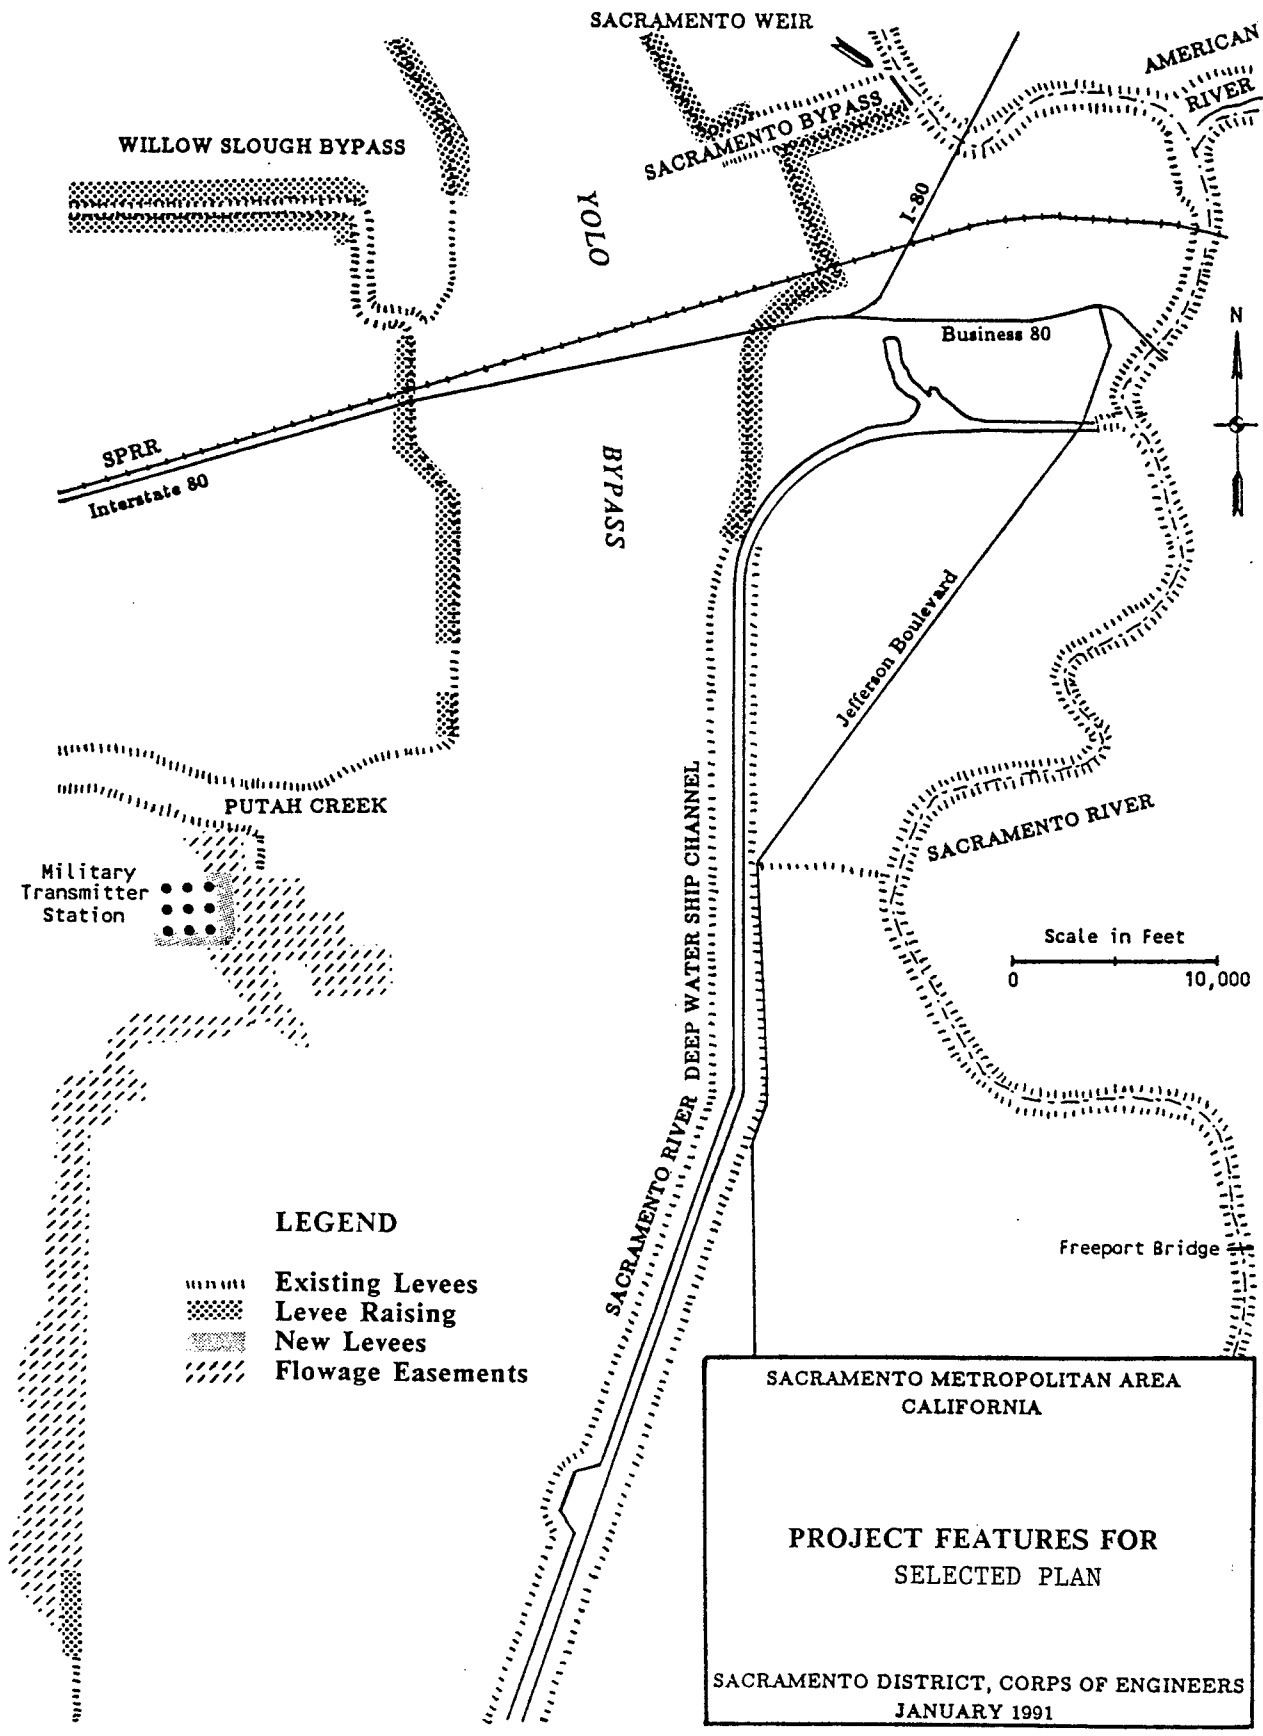 SACRAMENTO WEIR
AMERICAN
RIVER
SACRAMENTO BYPASS
WILLOW SLOUGH BYPASS
YOLO
I-80
N
Business 80
SPRR
Interstate 80
BYPASS
Jefferson Boulevard
PUTAH CREEK
SACRAMENTO RIVER
Military
Transmitter
Station
SACRAMENTO RIVER DEEP WATER SHIP CHANNEL
Scale in Feet
0 10,000
LEGEND
Existing Levees
Levee Raising
New Levees
Flowage Easements
Freeport Bridge
SACRAMENTO METROPOLITAN AREA
CALIFORNIA
PROJECT FEATURES FOR
SELECTED PLAN
SACRAMENTO DISTRICT, CORPS OF ENGINEERS
JANUARY 1991